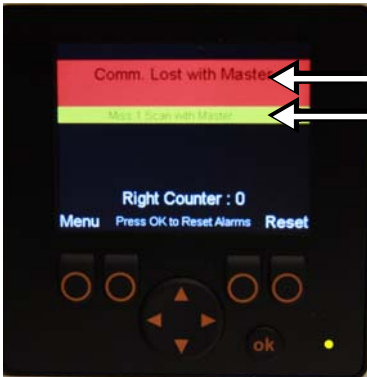 Comm. Lost with Master
Miss 1 Scan with Master
Right Counter : 0
Menu Press OK to Reset Alarms Reset
ok